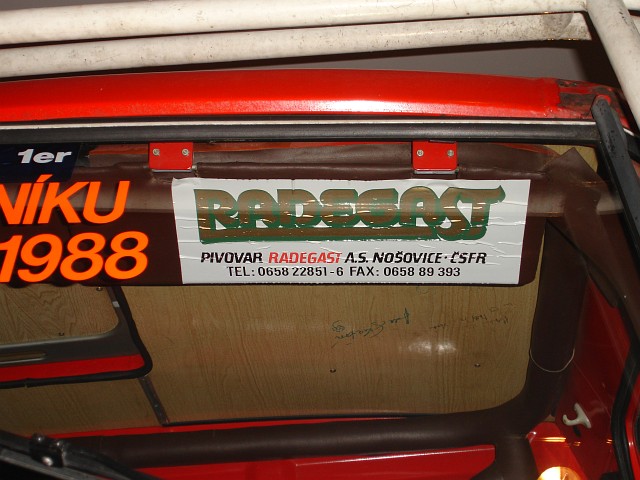 1er
NÍKU
1988
RADEGAST
PIVOVAR RADEGAST A.S. NOŠOVICE · ČSFR
TEL: 0658 22851-6 FAX: 0658 89 393